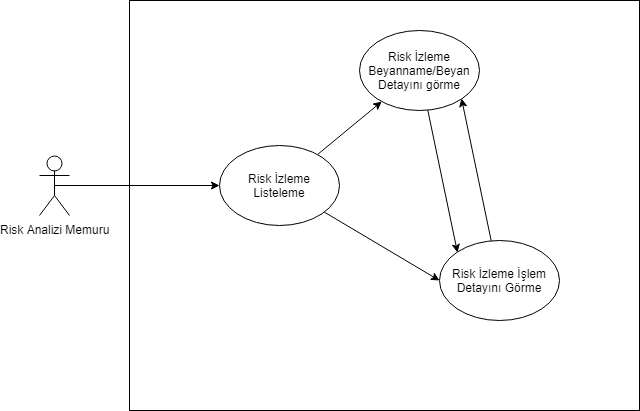 Risk İzleme
Beyanname/Beyan
Detayını görme
Risk İzleme
Listeleme
Risk Analizi Memuru
Risk İzleme İşlem
Detayını Görme